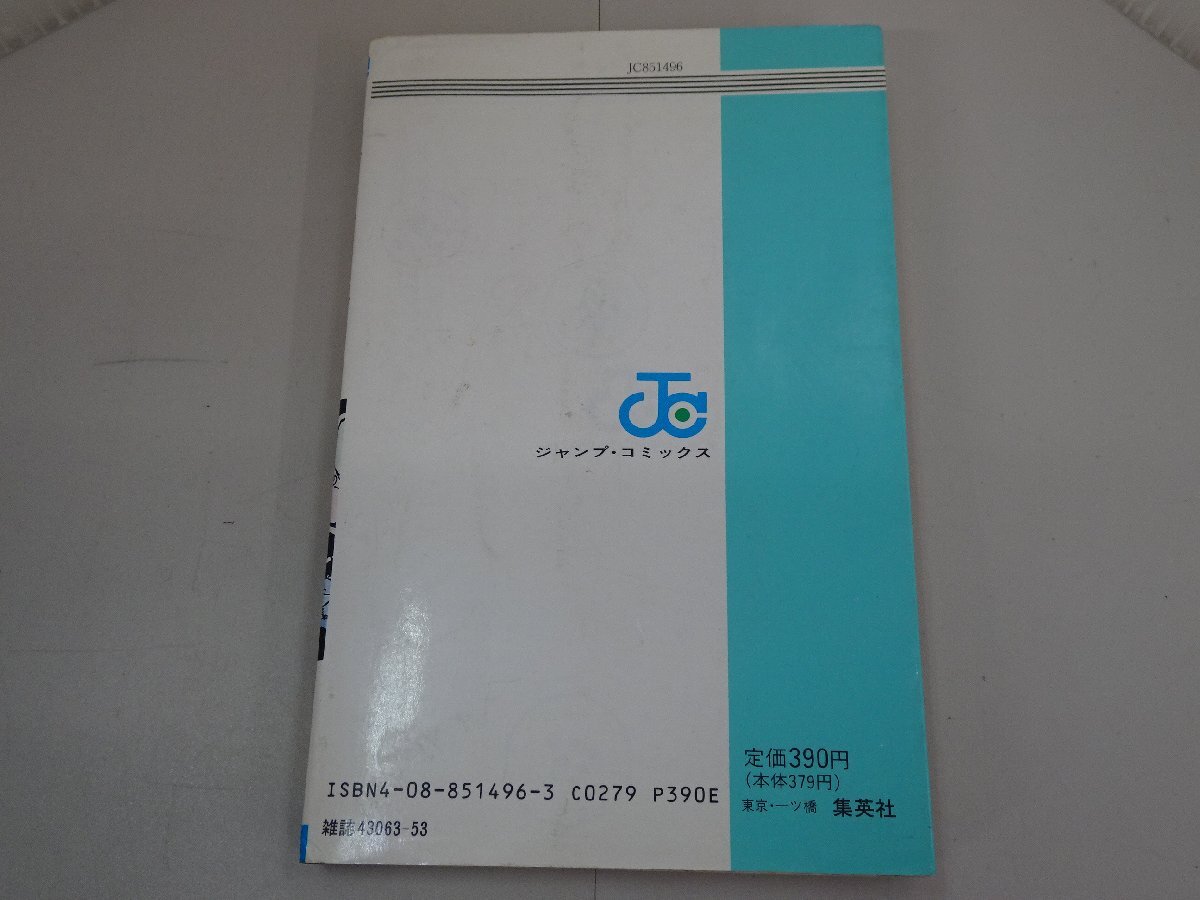 JC851496
JC
ジャンプ・コミックス
定価390円
(本体379円)
東京・一ツ橋 集英社
ISBN4-08-851496-3 C0279 P390E
雑誌43063-53